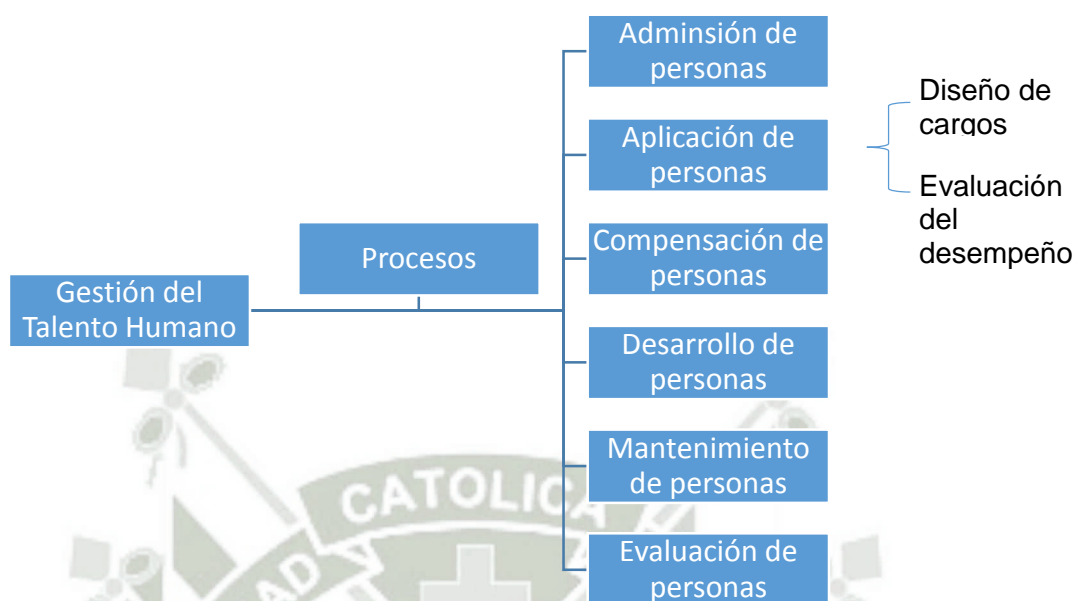 Adminsión de
personas
Diseño de
cargos
Aplicación de
personas
Evaluación
del
desempeño
Compensación de
personas
Procesos
Gestión del
Talento Humano
Desarrollo de
personas
Mantenimiento
de personas
CATOLICA
AD
Evaluación de
personas